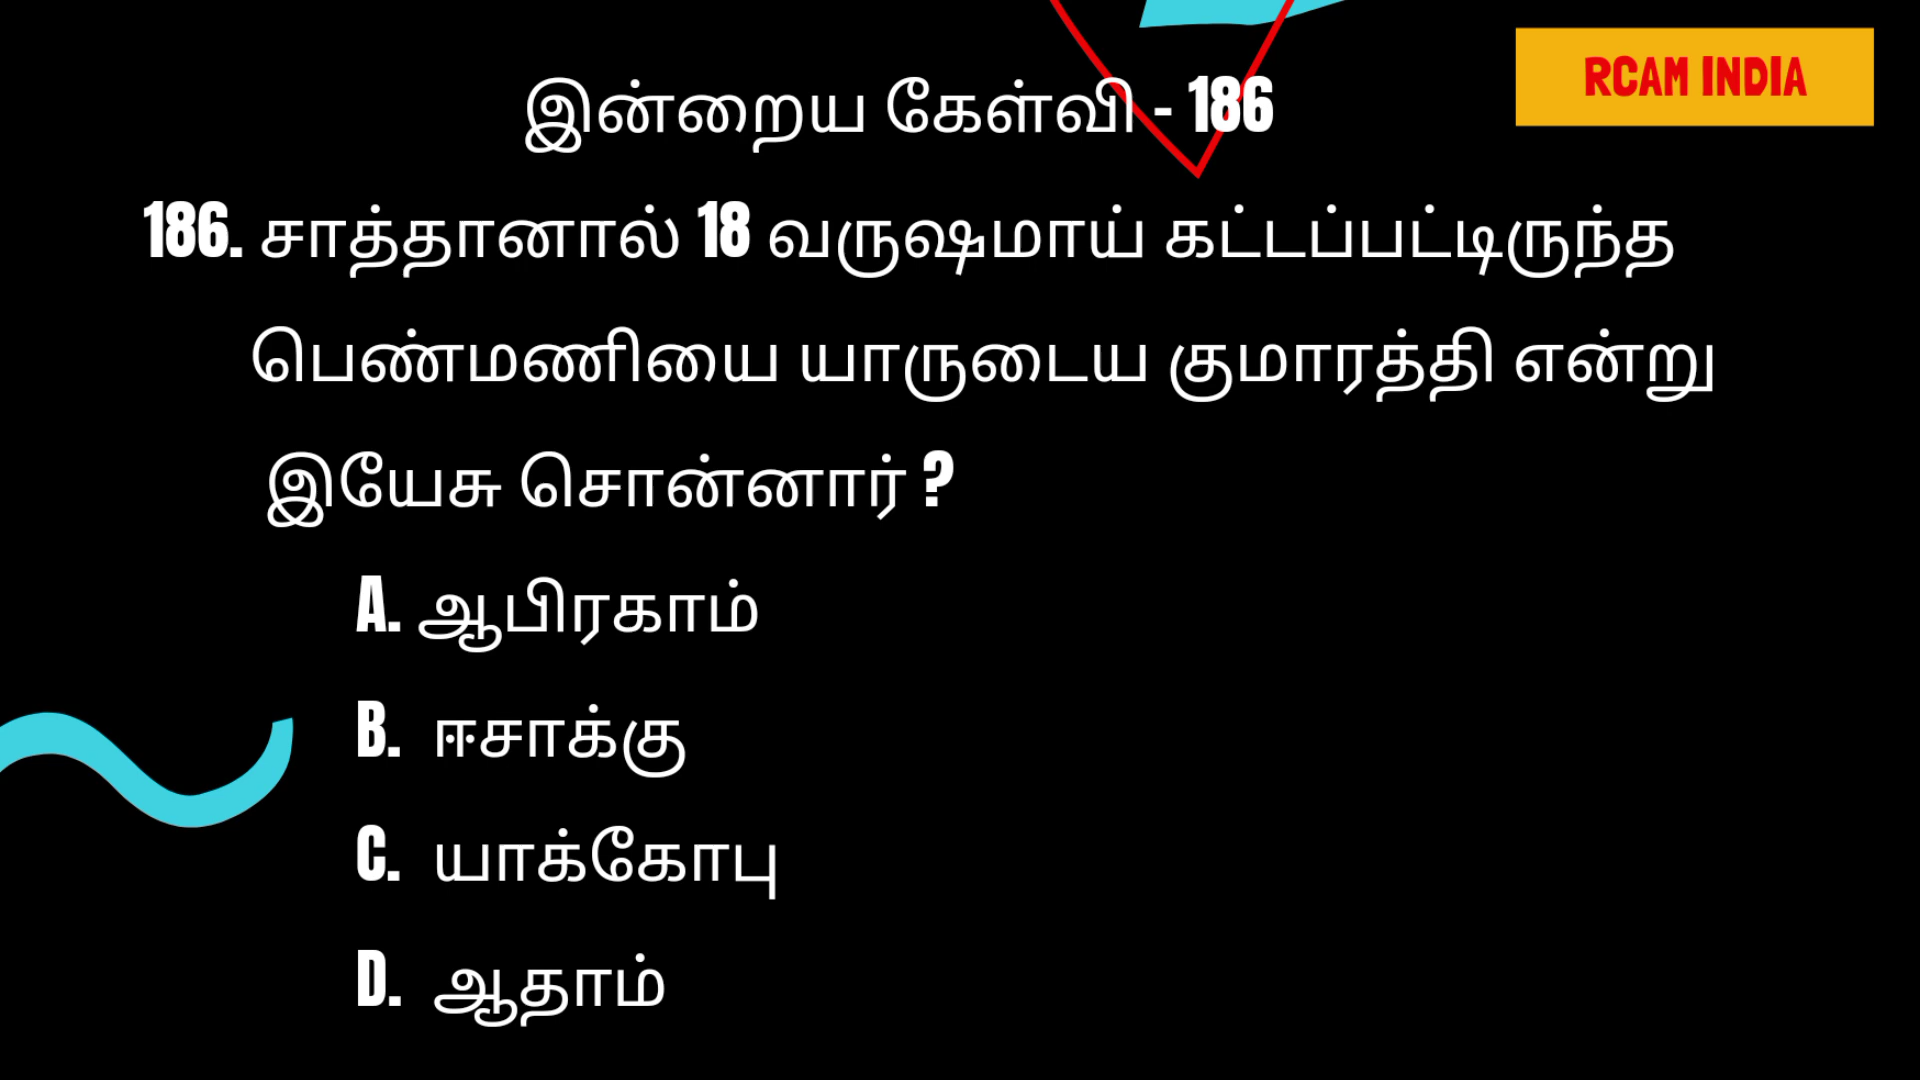 இன்றைய கேள்வி - 186
RCAM INDIA
186. சாத்தானால் 18 வருஷமாய் கட்டப்பட்டிருந்த
பெண்மணியை யாருடைய குமாரத்தி என்று
இயேசு சொன்னார் ?
A. ஆபிரகாம்
B. ஈசாக்கு
C. யாக்கோபு
D. ஆதாம்